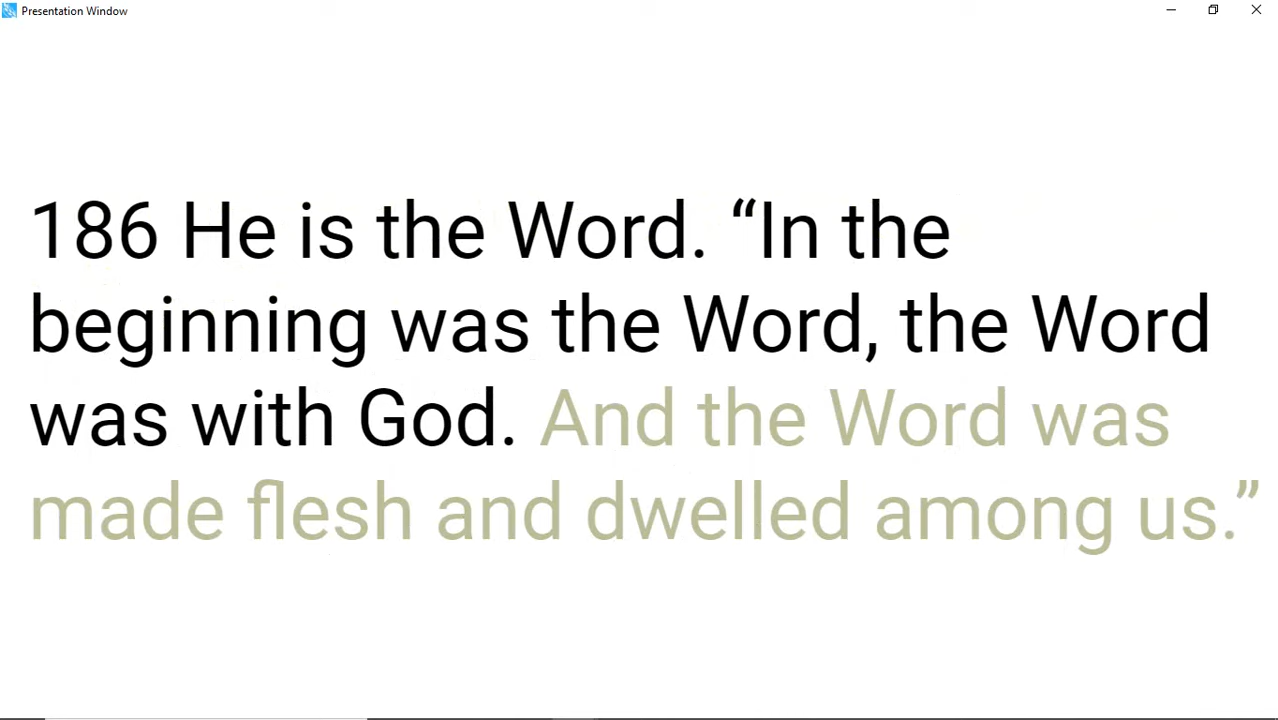 Presentation Window
186 He is the Word. “In the
beginning was the Word, the Word
was with God. And the Word was
made flesh and dwelled among us.”